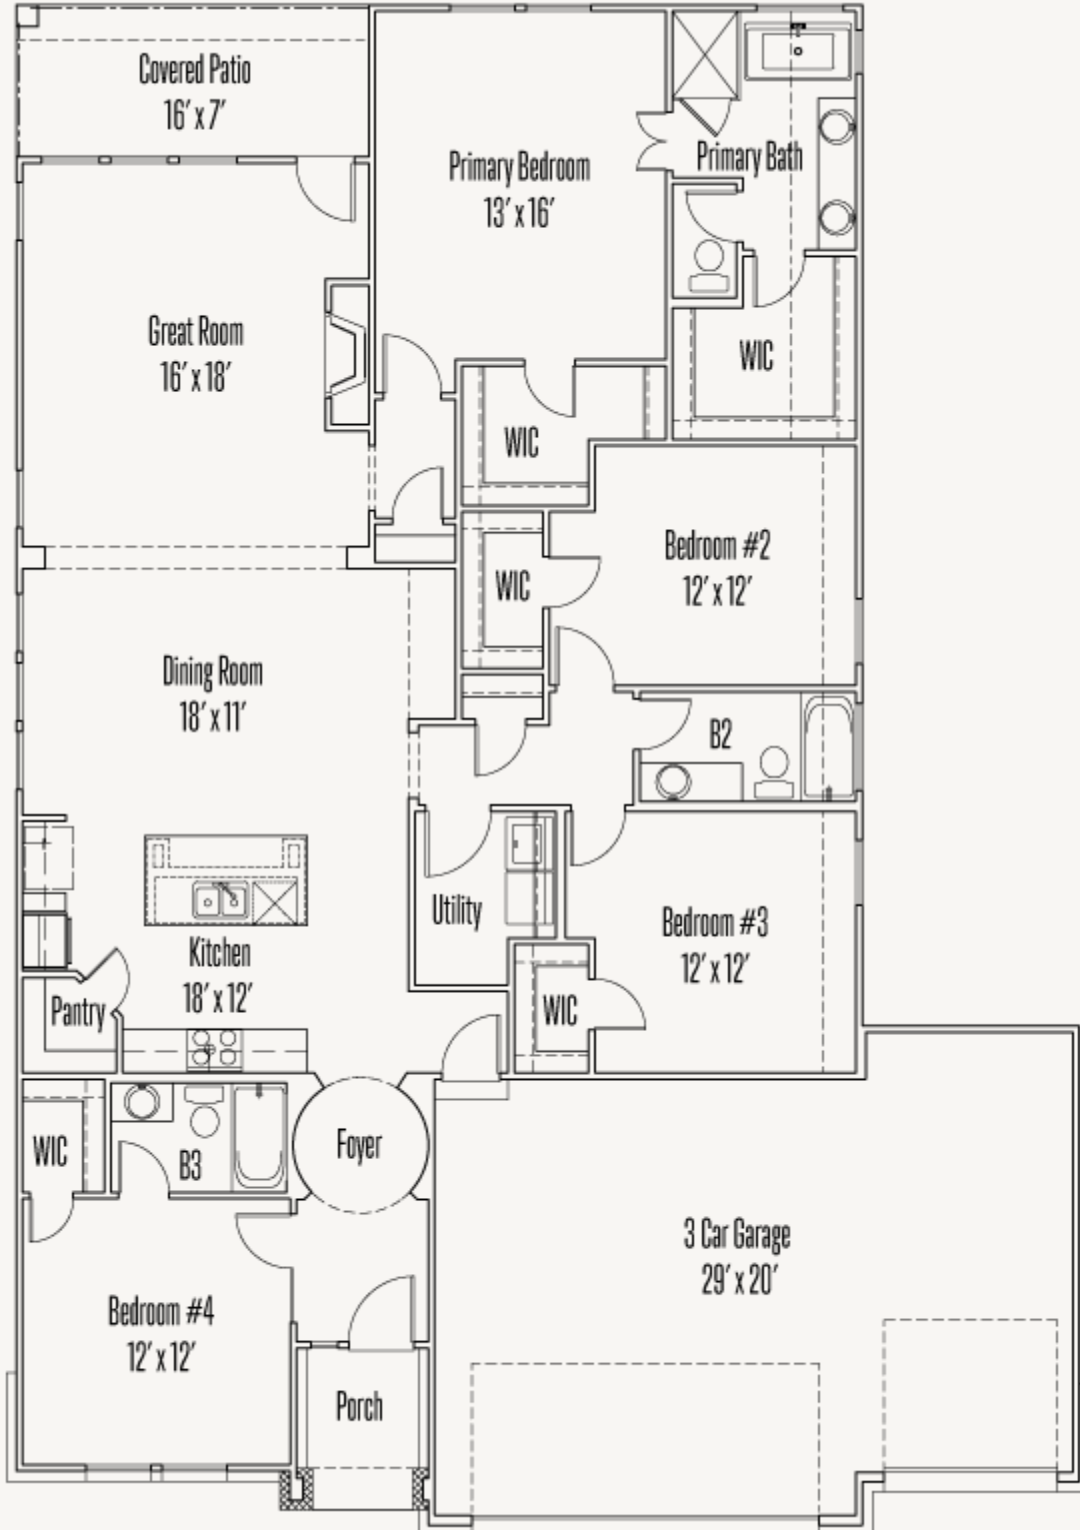 Covered Patio
16' x 7'
Primary Bedroom
13' x 16'
Primary Bath
Great Room
16' x 18'
WIC
WIC
Bedroom #2
12' x 12'
WIC
Dining Room
18' x 11'
B2
Utility
Bedroom #3
12' x 12'
Kitchen
18' x 12'
Pantry
WIC
WIC
B3
Foyer
3 Car Garage
29' x 20'
Bedroom #4
12' x 12'
Porch